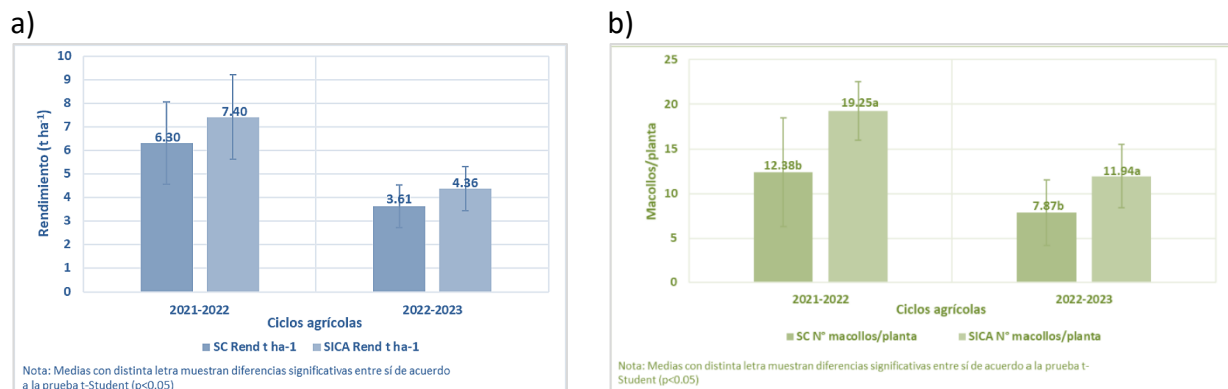 a)
10
9
8
7
6
5
4
3
2
1
0
Rendimiento (t ha⁻¹)
6.30
7.40
3.61
4.36
2021-2022
2022-2023
Ciclos agrícolas
SC Rend t ha-1
SICA Rend t ha-1
Nota: Medias con distinta letra muestran diferencias significativas entre sí de acuerdo
a la prueba t-Student (p<0.05)
b)
25
20
15
10
5
0
Macollos/planta
12.38b
19.25a
7.87b
11.94a
2021-2022
2022-2023
Ciclos agrícolas
SC N° macollos/planta
SICA N° macollos/planta
Nota: Medias con distinta letra muestran diferencias significativas entre sí de acuerdo a la prueba t-
Student (p<0.05)